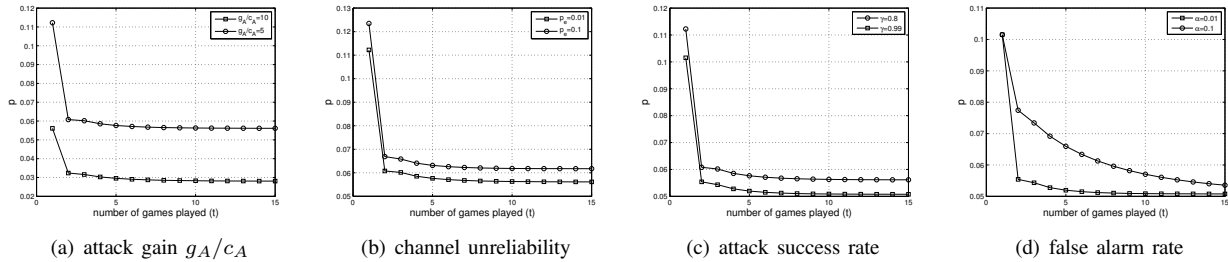 0.12
0.11
0.1
0.09
0.08
0.07
0.06
0.05
0.04
0.03
0.02
0
5
10
15
p
number of games played (t)
g_A/c_A=10
g_A/c_A=5
(a) attack gain g_A/c_A
0.13
0.12
0.11
0.1
0.09
0.08
0.07
0.06
0.05
0
5
10
15
p
number of games played (t)
p_e=0.01
p_e=0.1
(b) channel unreliability
0.12
0.11
0.1
0.09
0.08
0.07
0.06
0.05
0
5
10
15
p
number of games played (t)
γ=0.8
γ=0.99
(c) attack success rate
0.11
0.1
0.09
0.08
0.07
0.06
0.05
0
5
10
15
p
number of games played (t)
α=0.01
α=0.1
(d) false alarm rate